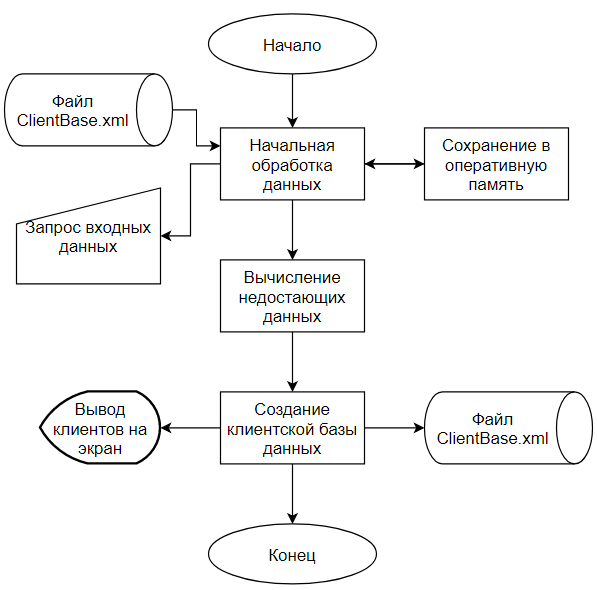 Начало
Файл
ClientBase.xml
Начальная
обработка
данных
Сохранение в
оперативную
память
Запрос входных
данных
Вычисление
недостающих
данных
Вывод
клиентов на
экран
Создание
клиентской базы
данных
Файл
ClientBase.xml
Конец